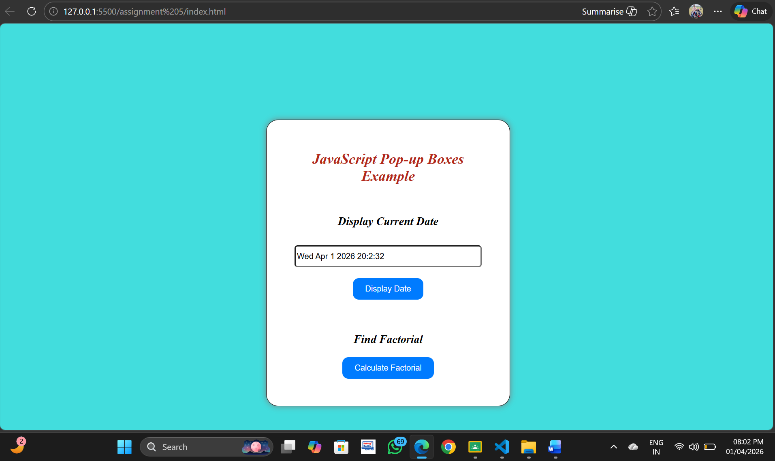 127.0.0.1:5500/assignment%205/index.html
Summarise
Chat
JavaScript Pop-up Boxes
Example
Display Current Date
Wed Apr 1 2026 20:2:32
Display Date
Find Factorial
Calculate Factorial
2
Search
69
ENG
IN
08:02 PM
01/04/2026